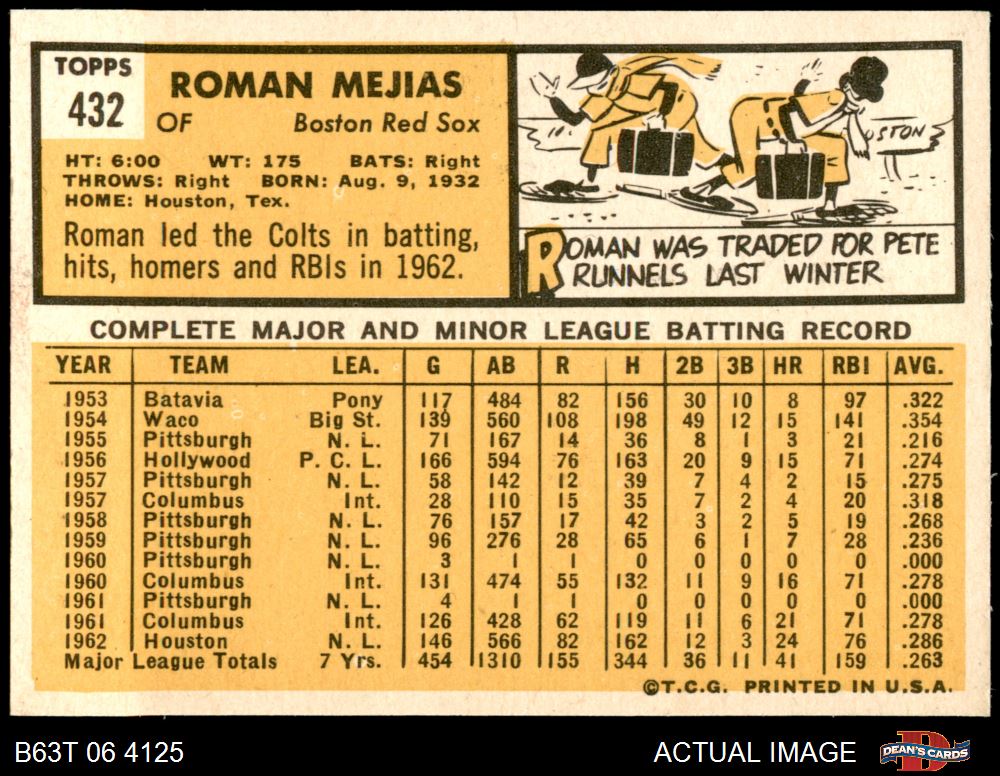 TOPPS
432
ROMAN MEJIAS
OF Boston Red Sox
HT: 6:00 WT: 175 BATS: Right
THROWS: Right BORN: Aug. 9, 1932
HOME: Houston, Tex.
Roman led the Colts in batting,
hits, homers and RBIs in 1962.
STON
ROMAN WAS TRADED FOR PETE
RUNNELS LAST WINTER
COMPLETE MAJOR AND MINOR LEAGUE BATTING RECORD
YEAR TEAM LEA. G AB R H 2B 3B HR RBI AVG.
1953 Batavia Pony 117 484 82 156 30 10 8 97 .322
1954 Waco Big St. 139 560 108 198 49 12 15 141 .354
1955 Pittsburgh N. L. 71 167 14 36 8 1 3 21 .216
1956 Hollywood P. C. L. 166 594 76 163 20 9 15 71 .274
1957 Pittsburgh N. L. 58 142 12 39 7 4 2 15 .275
1957 Columbus Int. 28 110 15 35 7 2 4 20 .318
1958 Pittsburgh N. L. 76 157 17 42 3 2 5 19 .268
1959 Pittsburgh N. L. 96 276 28 65 6 1 7 28 .236
1960 Pittsburgh N. L. 3 1 1 0 0 0 0 0 .000
1960 Columbus Int. 131 474 55 132 11 9 16 71 .278
1961 Pittsburgh N. L. 4 1 1 0 0 0 0 0 .000
1961 Columbus Int. 126 428 62 119 11 6 21 71 .278
1962 Houston N. L. 146 566 82 162 12 3 24 76 .286
Major League Totals 7 Yrs. 454 1310 155 344 36 11 41 159 .263
©T.C.G. PRINTED IN U.S.A.
B63T 06 4125 ACTUAL IMAGE DEAN'S CARDS